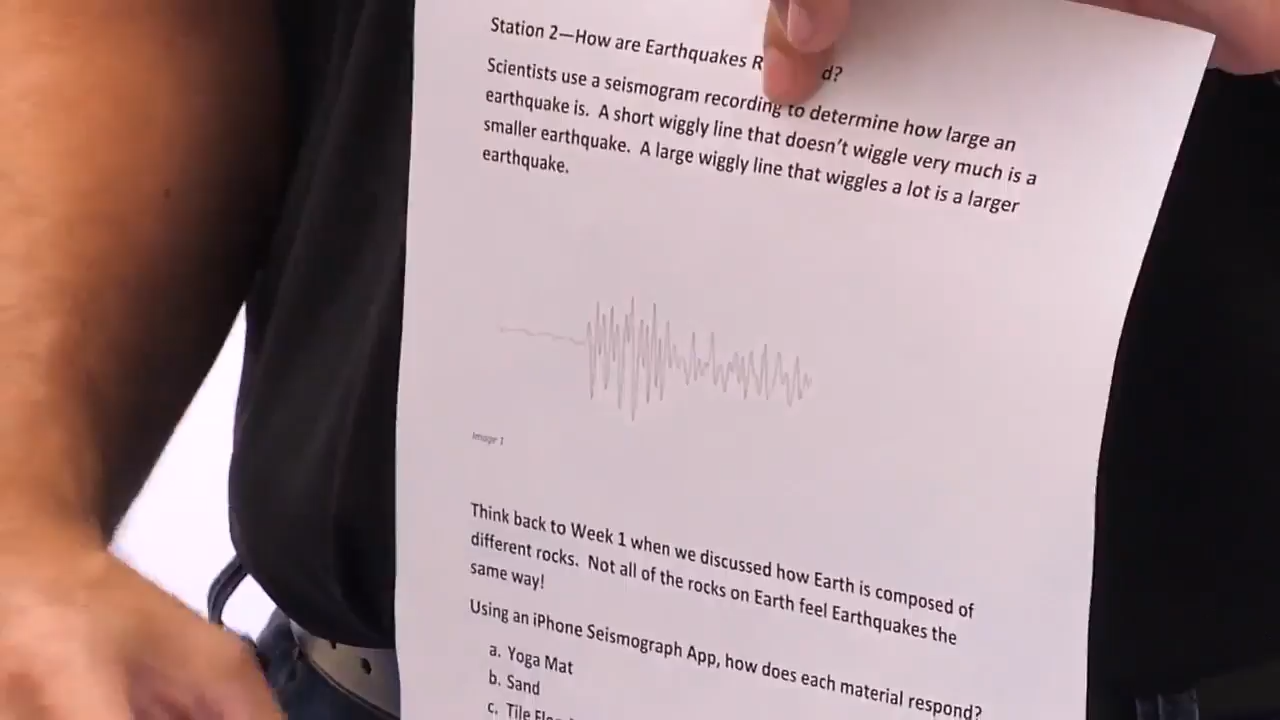 Station 2—How are Earthquakes R d?
Scientists use a seismogram recording to determine how large an
earthquake is. A short wiggly line that doesn't wiggle very much is a
smaller earthquake. A large wiggly line that wiggles a lot is a larger
earthquake.
Image 1
Think back to Week 1 when we discussed how Earth is composed of
different rocks. Not all of the rocks on Earth feel Earthquakes the
same way!
Using an iPhone Seismograph App, how does each material respond?
a. Yoga Mat
b. Sand
c. Tile